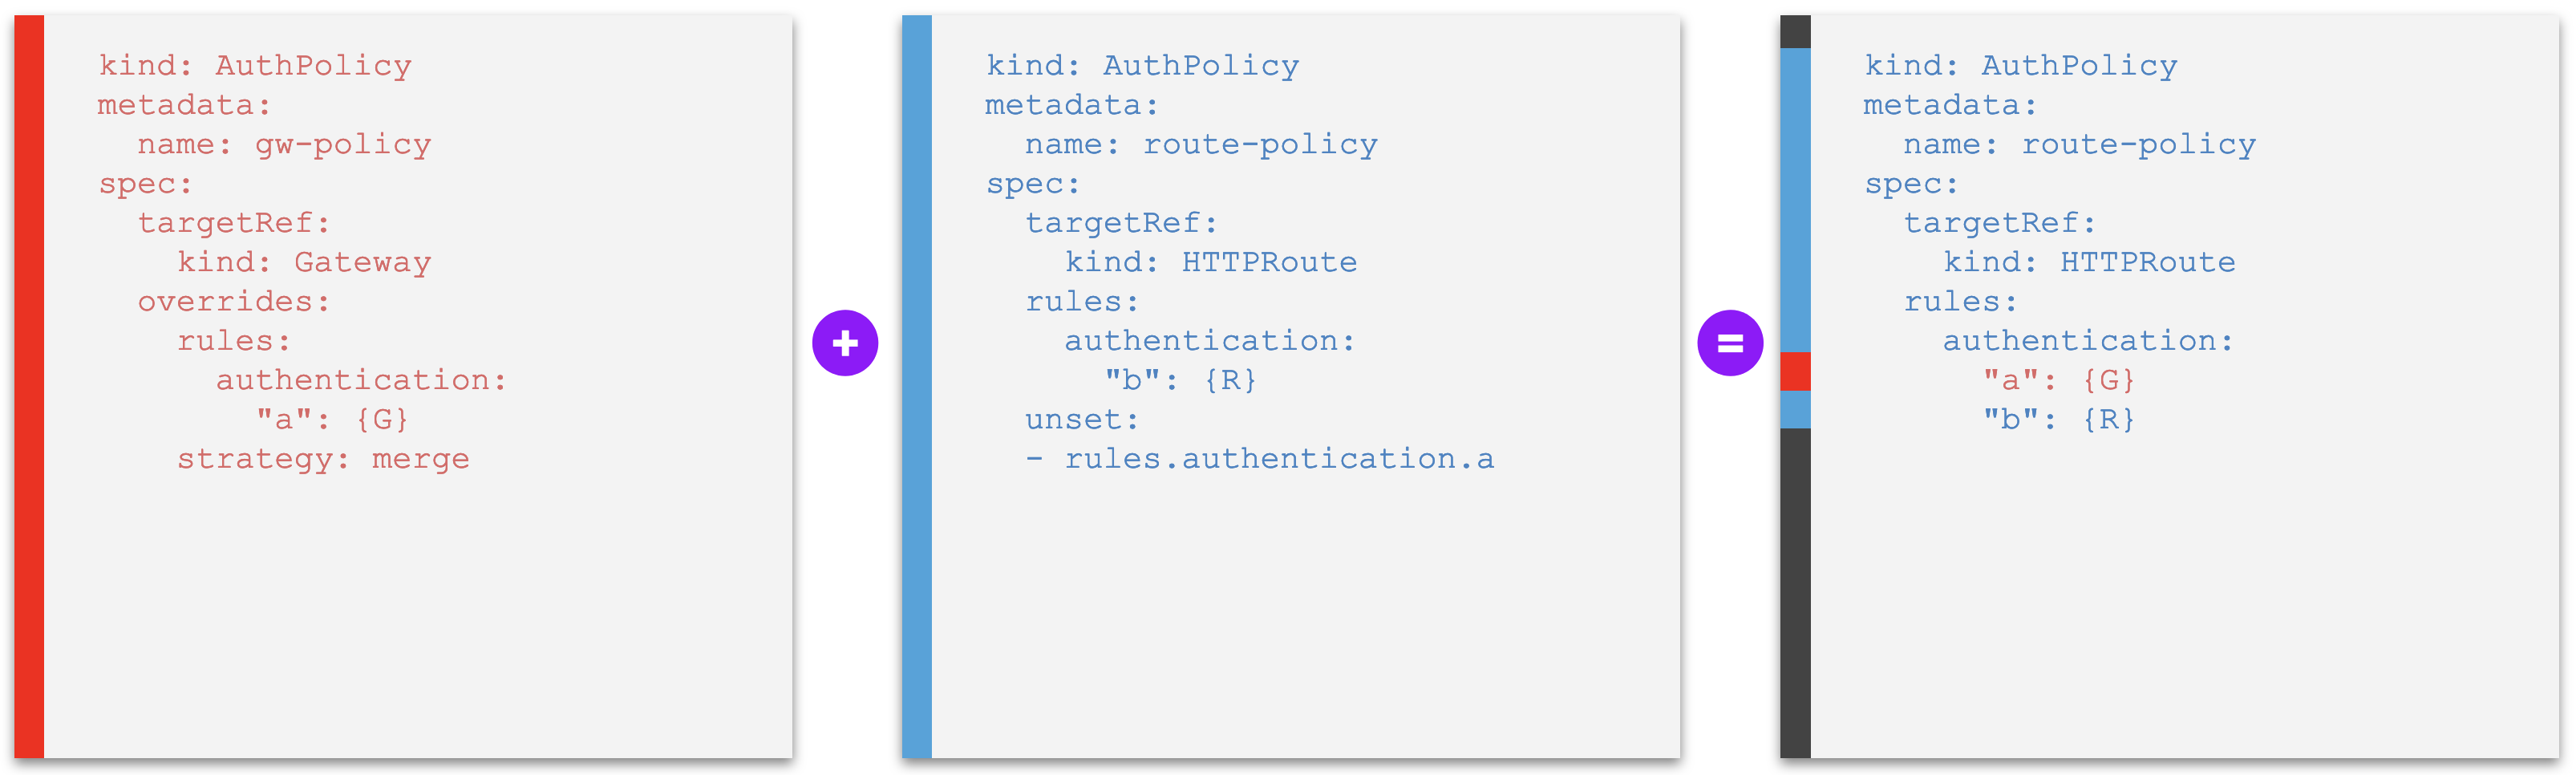 kind: AuthPolicy
metadata:
  name: gw-policy
spec:
  targetRef:
    kind: Gateway
  overrides:
    rules:
      authentication:
        "a": {G}
    strategy: merge
+
kind: AuthPolicy
metadata:
  name: route-policy
spec:
  targetRef:
    kind: HTTPRoute
  rules:
    authentication:
      "b": {R}
  unset:
  - rules.authentication.a
=
kind: AuthPolicy
metadata:
  name: route-policy
spec:
  targetRef:
    kind: HTTPRoute
  rules:
    authentication:
      "a": {G}
      "b": {R}